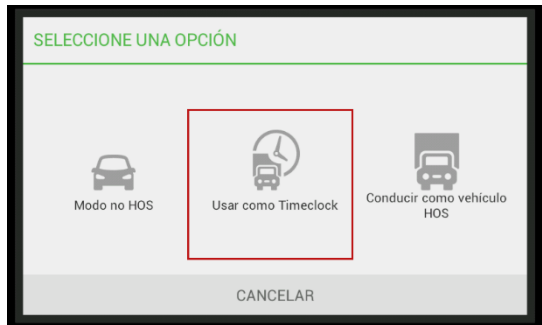 SELECCIONE UNA OPCIÓN
Modo no HOS
Usar como Timeclock
Conducir como vehículo
HOS
CANCELAR